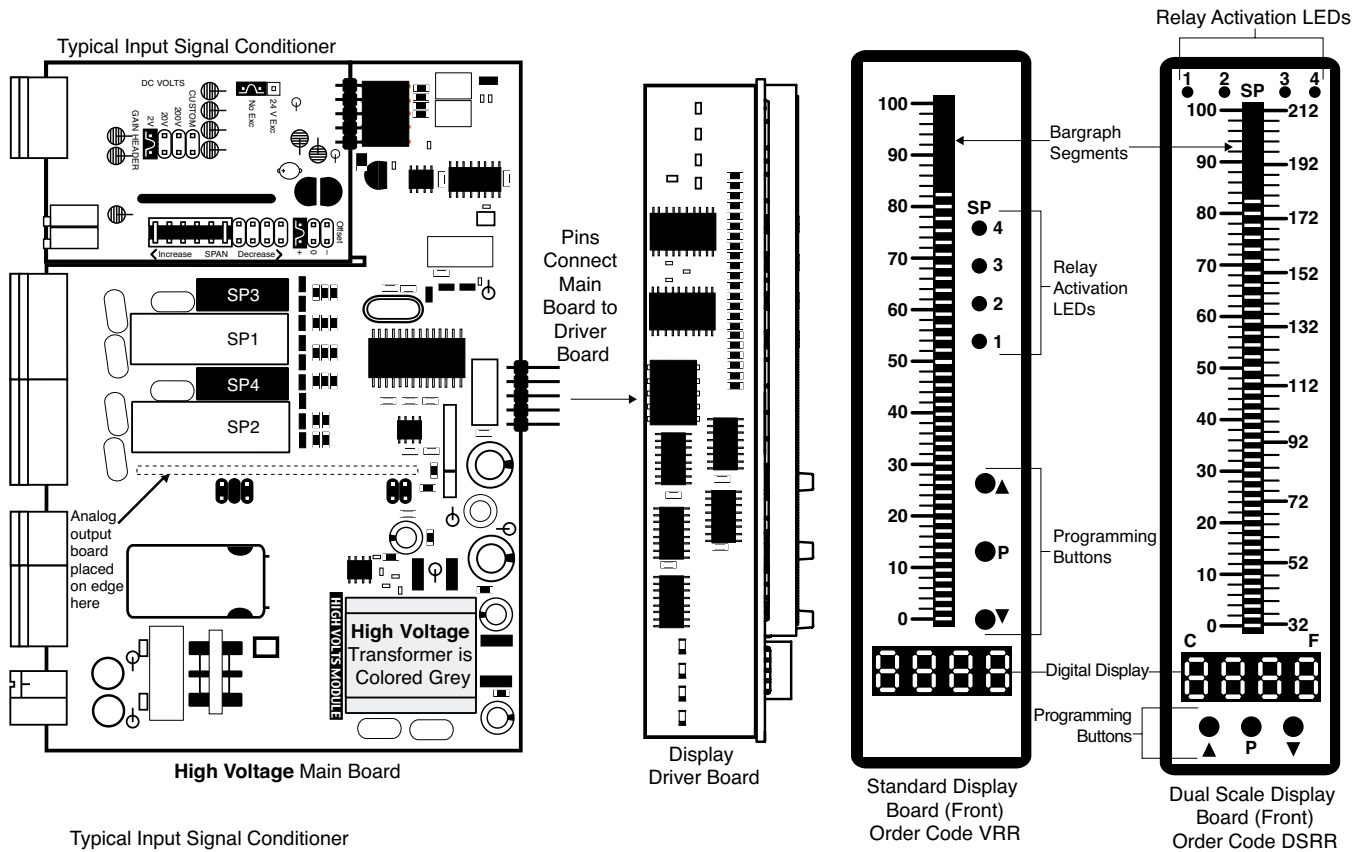 Relay Activation LEDs
Typical Input Signal Conditioner
DC VOLTS
CUSTOM
200V
20V
2V
GAIN HEADER
24 V Exc
No Exc
Increase SPAN Decrease
Offset
+ 0 –
SP3
SP1
SP4
SP2
Analog
output
board
placed
on edge
here
HIGH VOLTS MODULE
High Voltage
Transformer is
Colored Grey
High Voltage Main Board
Pins
Connect
Main
Board to
Driver
Board
Display
Driver Board
100
90
80
70
60
50
40
30
20
10
0
SP
4
3
2
1
P
8888
Standard Display
Board (Front)
Order Code VRR
Bargraph
Segments
Relay
Activation
LEDs
Programming
Buttons
Digital Display
Programming
Buttons
1 2 SP 3 4
100 212
90 192
80 172
70 152
60 132
50 112
40 92
30 72
20 52
10
0 32
C F
8888
P
Dual Scale Display
Board (Front)
Order Code DSRR
Typical Input Signal Conditioner